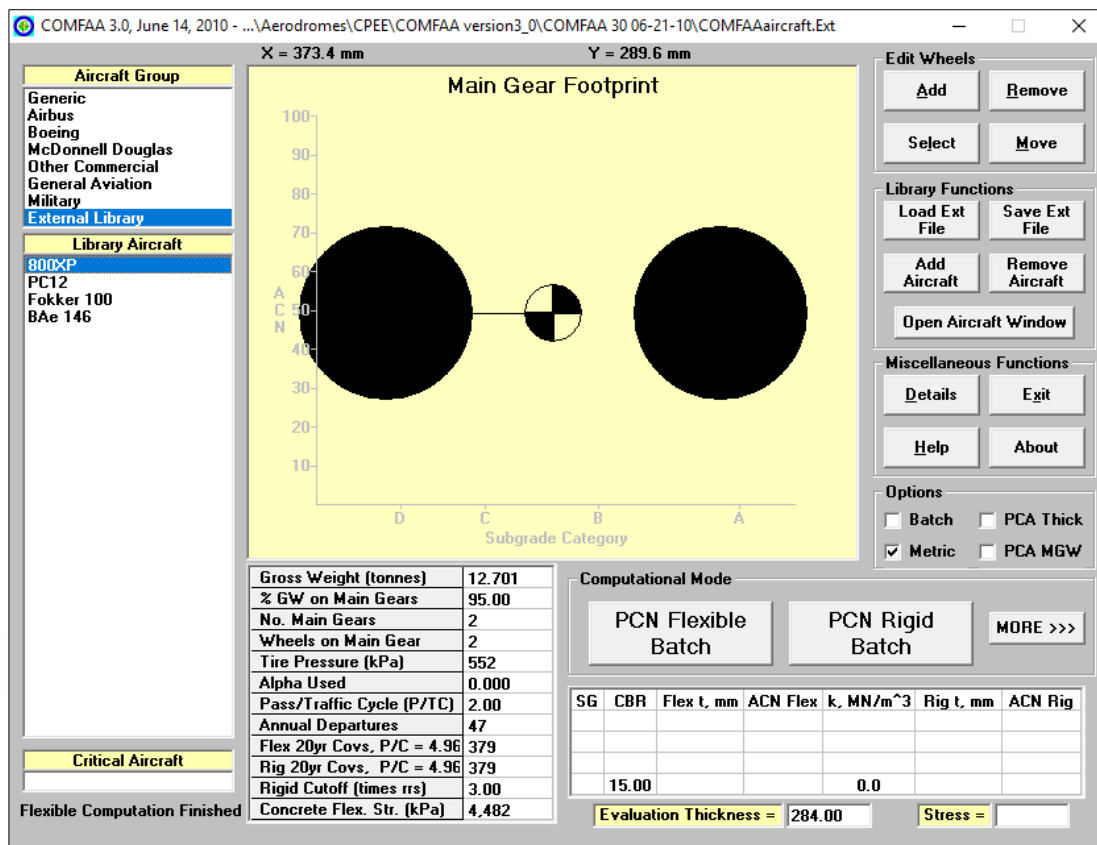 COMFAA 3.0, June 14, 2010 - ...\Aerodromes\CPEE\COMFAA version3_0\COMFAA 30 06-21-10\COMFAAaircraft.Ext
X = 373.4 mm Y = 289.6 mm
Aircraft Group
Generic
Airbus
Boeing
McDonnell Douglas
Other Commercial
General Aviation
Military
External Library
Library Aircraft
800XP
PC12
Fokker 100
BAe 146
Critical Aircraft
Flexible Computation Finished
Main Gear Footprint
100
90
80
70
60
50
40
30
20
10
ACN
D C B A
Subgrade Category
Gross Weight (tonnes) 12.701
% GW on Main Gears 95.00
No. Main Gears 2
Wheels on Main Gear 2
Tire Pressure (kPa) 552
Alpha Used 0.000
Pass/Traffic Cycle (P/TC) 2.00
Annual Departures 47
Flex 20yr Covs, P/C = 4.96 379
Rig 20yr Covs, P/C = 4.96 379
Rigid Cutoff (times rrs) 3.00
Concrete Flex. Str. (kPa) 4,482
Edit Wheels
Add Remove
Select Move
Library Functions
Load Ext File Save Ext File
Add Aircraft Remove Aircraft
Open Aircraft Window
Miscellaneous Functions
Details Exit
Help About
Options
Batch PCA Thick
Metric PCA MGW
Computational Mode
PCN Flexible Batch PCN Rigid Batch MORE >>>
SG CBR Flex t, mm ACN Flex k, MN/m^3 Rig t, mm ACN Rig
15.00 0.0
Evaluation Thickness = 284.00 Stress =